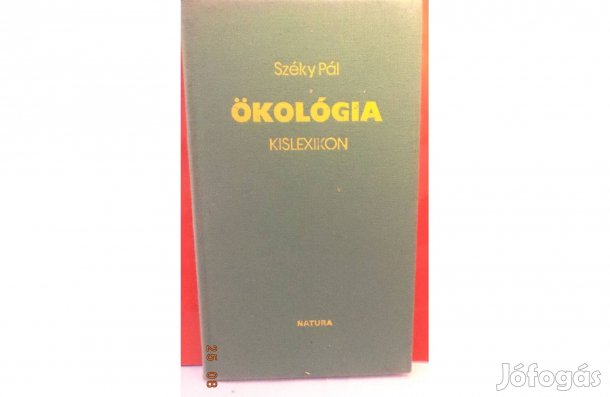 Széky Pál
ÖKOLÓGIA
KISLEXIKON
NATURA
25 08
Jófogás